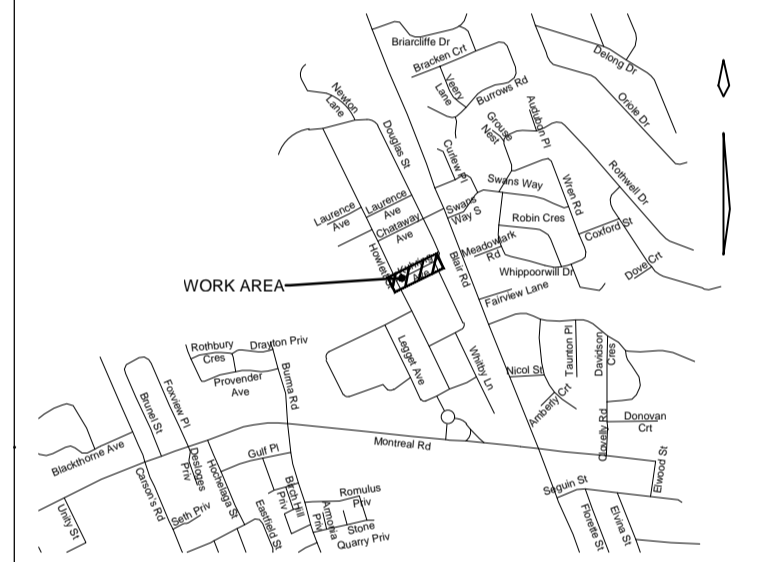 Briarcliffe Dr
Bracken Crt
Delong Dr
Veery
Lane
Burrows Rd
Newton
Lane
Oriole Dr
Audubon Pl
Grouse
Nest
Douglas St
Curlew Pl
Rothwell Dr
Swans Way
Wren Rd
Laurence
Ave
Laurence
Ave
Swans
Way S
Robin Cres
Chataway
Ave
Coxford St
Meadowlark
Rd
Blair Rd
Dove Crt
Whippoorwill Dr
WORK AREA
Fairview Lane
Rothbury
Cres
Drayton Priv
Provender
Ave
Burma Rd
Legget Ave
Whitby Ln
Nicol St
Taunton Pl
Davidson
Cres
Amberly Crt
Foxview Pl
Brunel St
Clovelly Rd
Donovan
Crt
Montreal Rd
Blackthorne Ave
Gulf Pl
Desloges
Priv
Hochelaga St
Carson's Rd
Elwood St
Seguin St
Birch Hill
Priv
Romulus
Priv
Armonia
Priv
Stone
Quarry Priv
Seth Priv
Eastfield St
Unity St
Florette St
Elvina St